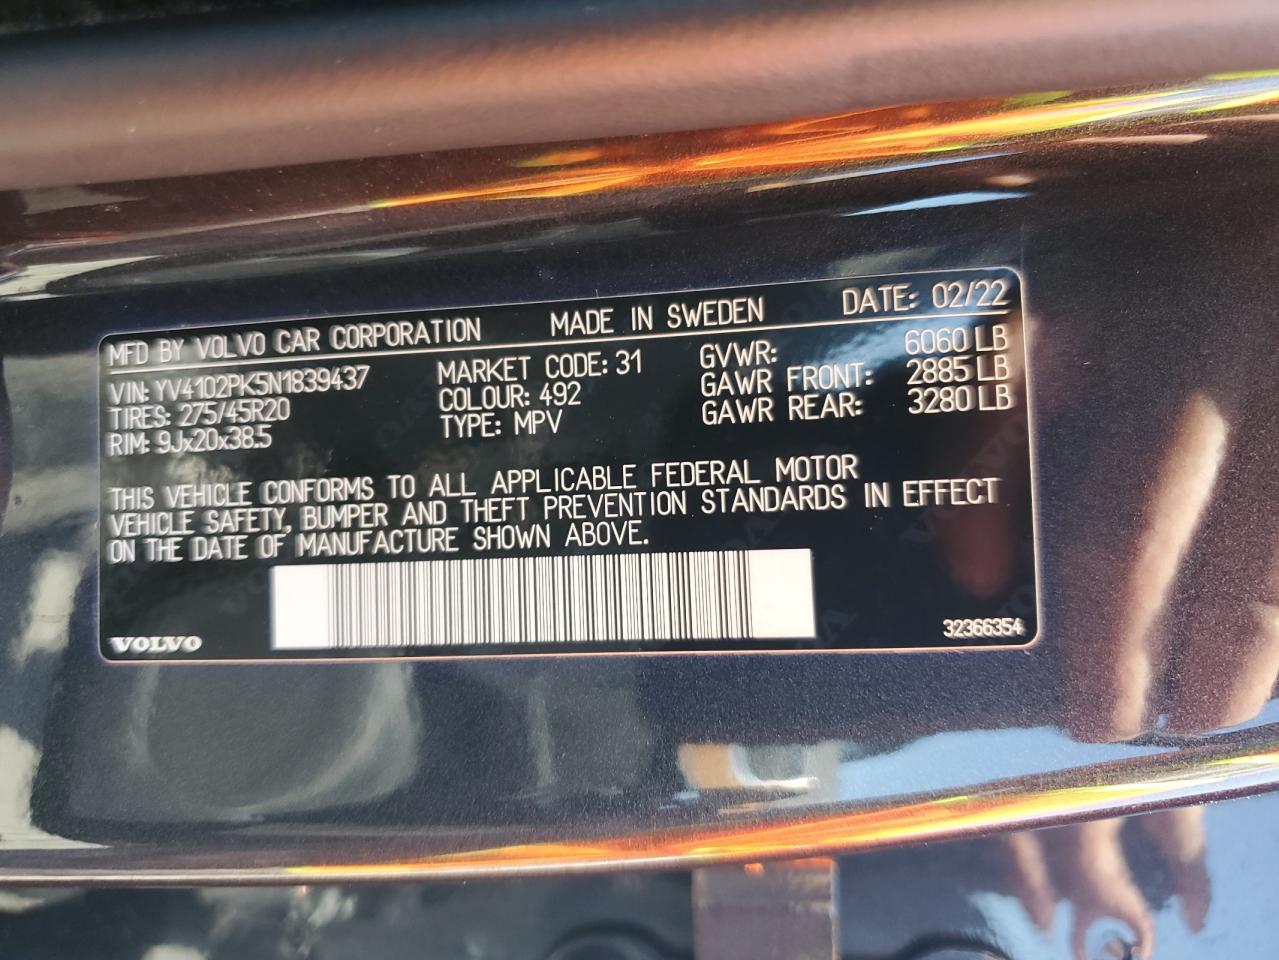 MFD BY VOLVO CAR CORPORATION MADE IN SWEDEN DATE: 02/22
VIN: YV4102PK5N1839437 MARKET CODE: 31 GVWR: 6060 LB
TIRES: 275/45R20 COLOUR: 492 GAWR FRONT: 2885 LB
RIM: 9Jx20x38.5 TYPE: MPV GAWR REAR: 3280 LB
THIS VEHICLE CONFORMS TO ALL APPLICABLE FEDERAL MOTOR
VEHICLE SAFETY, BUMPER AND THEFT PREVENTION STANDARDS IN EFFECT
ON THE DATE OF MANUFACTURE SHOWN ABOVE.
VOLVO 32366354